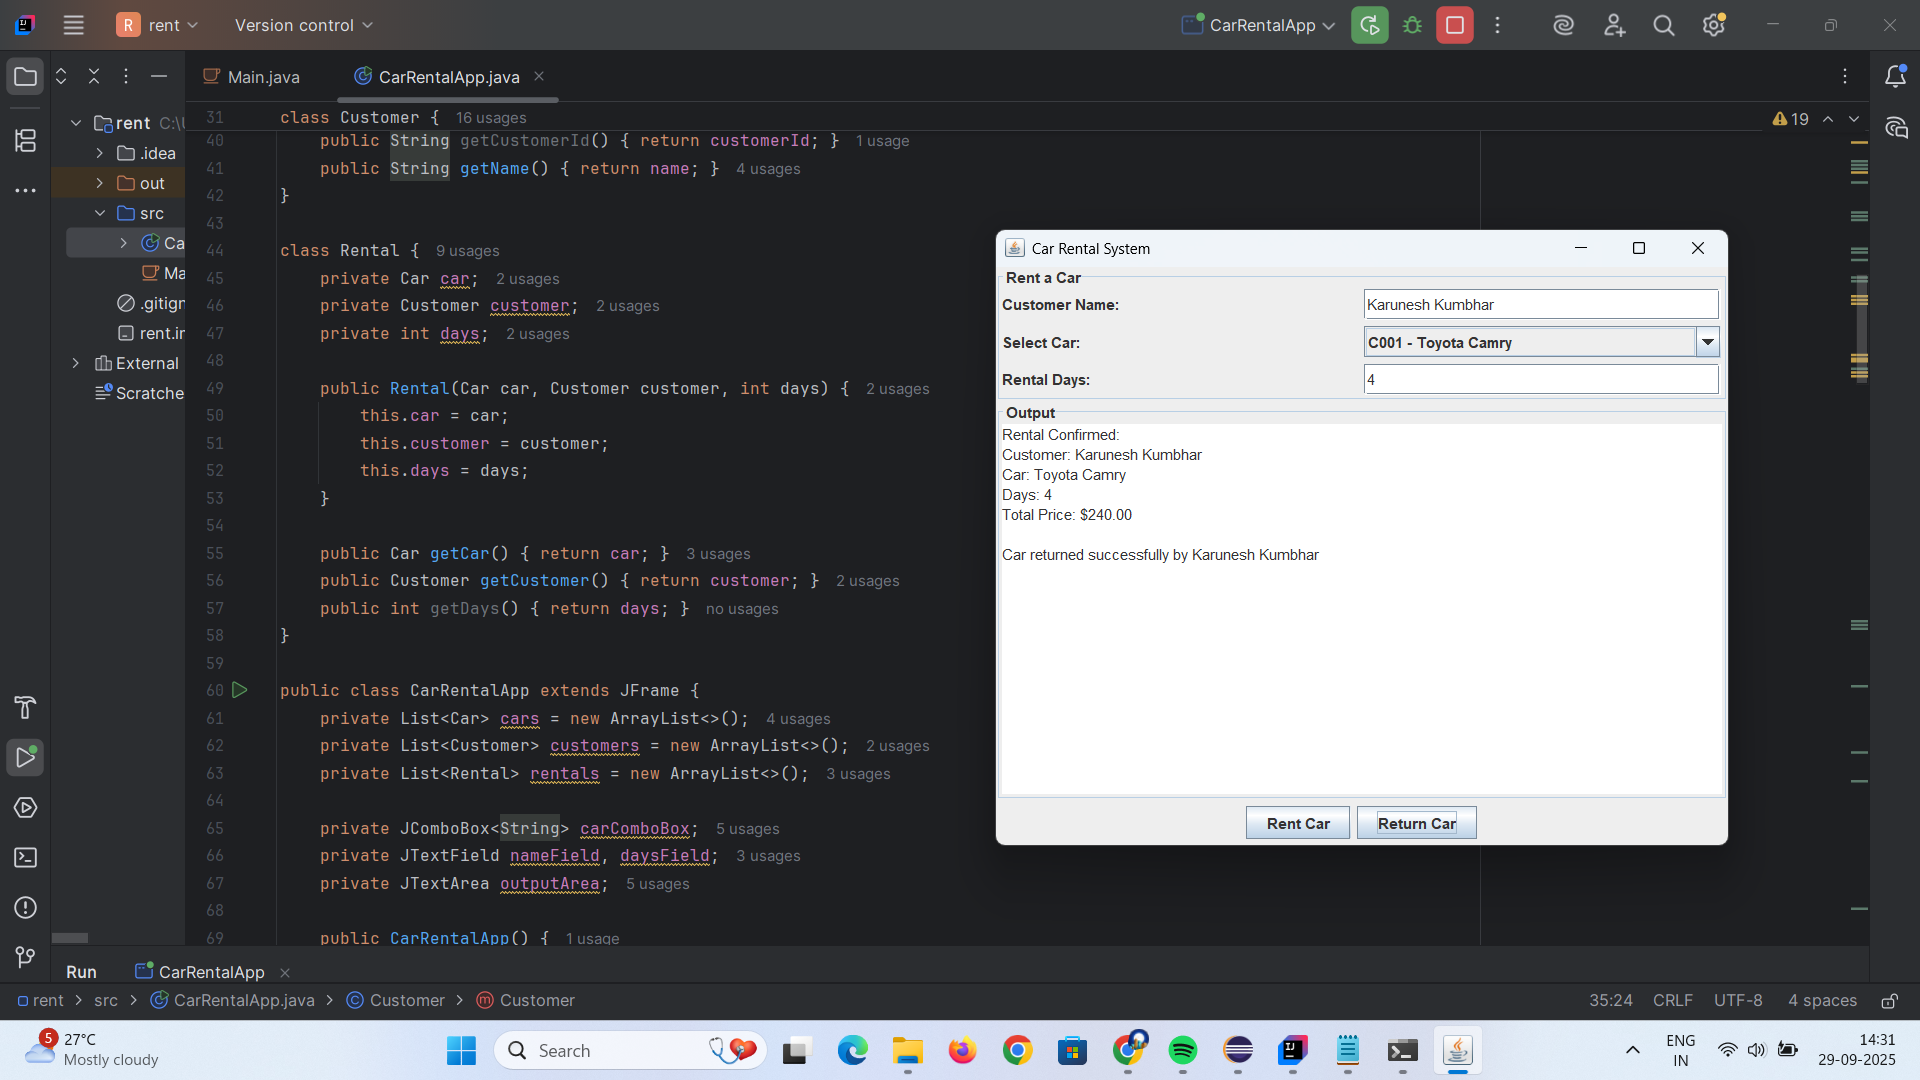 R rent Version control CarRentalApp
Main.java CarRentalApp.java
rent C:\U
.idea
out
src
Ca
Ma
.gitign
rent.in
External
Scratche
19
31 class Customer { 16 usages
40 public String getCustomerId() { return customerId; } 1 usage
41 public String getName() { return name; } 4 usages
42 }
43
44 class Rental { 9 usages
45 private Car car; 2 usages
46 private Customer customer; 2 usages
47 private int days; 2 usages
48
49 public Rental(Car car, Customer customer, int days) { 2 usages
50 this.car = car;
51 this.customer = customer;
52 this.days = days;
53 }
54
55 public Car getCar() { return car; } 3 usages
56 public Customer getCustomer() { return customer; } 2 usages
57 public int getDays() { return days; } no usages
58 }
59
60 public class CarRentalApp extends JFrame {
61 private List<Car> cars = new ArrayList<>(); 4 usages
62 private List<Customer> customers = new ArrayList<>(); 2 usages
63 private List<Rental> rentals = new ArrayList<>(); 3 usages
64
65 private JComboBox<String> carComboBox; 5 usages
66 private JTextField nameField, daysField; 3 usages
67 private JTextArea outputArea; 5 usages
68
69 public CarRentalApp() { 1 usage
Car Rental System
Rent a Car
Customer Name: Karunesh Kumbhar
Select Car: C001 - Toyota Camry
Rental Days: 4
Output
Rental Confirmed:
Customer: Karunesh Kumbhar
Car: Toyota Camry
Days: 4
Total Price: $240.00
Car returned successfully by Karunesh Kumbhar
Rent Car Return Car
Run CarRentalApp
rent > src > CarRentalApp.java > Customer > Customer
35:24 CRLF UTF-8 4 spaces
5
27°C
Mostly cloudy
Search
ENG
IN
14:31
29-09-2025